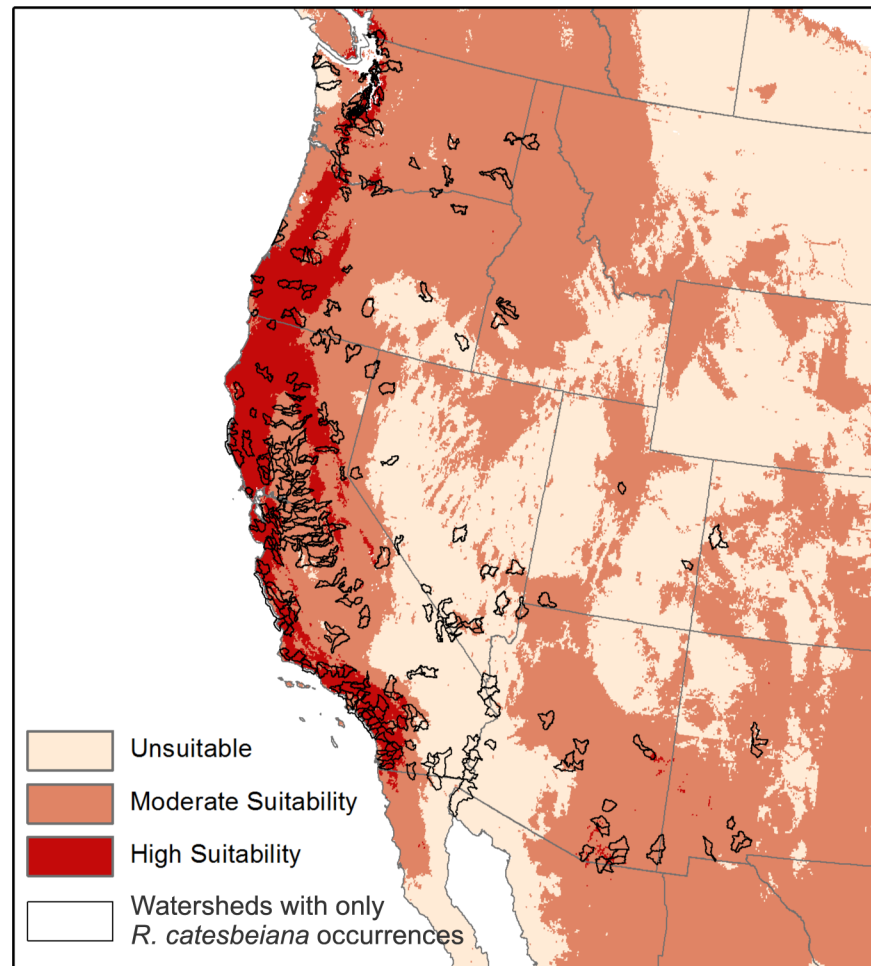 Unsuitable
Moderate Suitability
High Suitability
Watersheds with only
R. catesbeiana occurrences